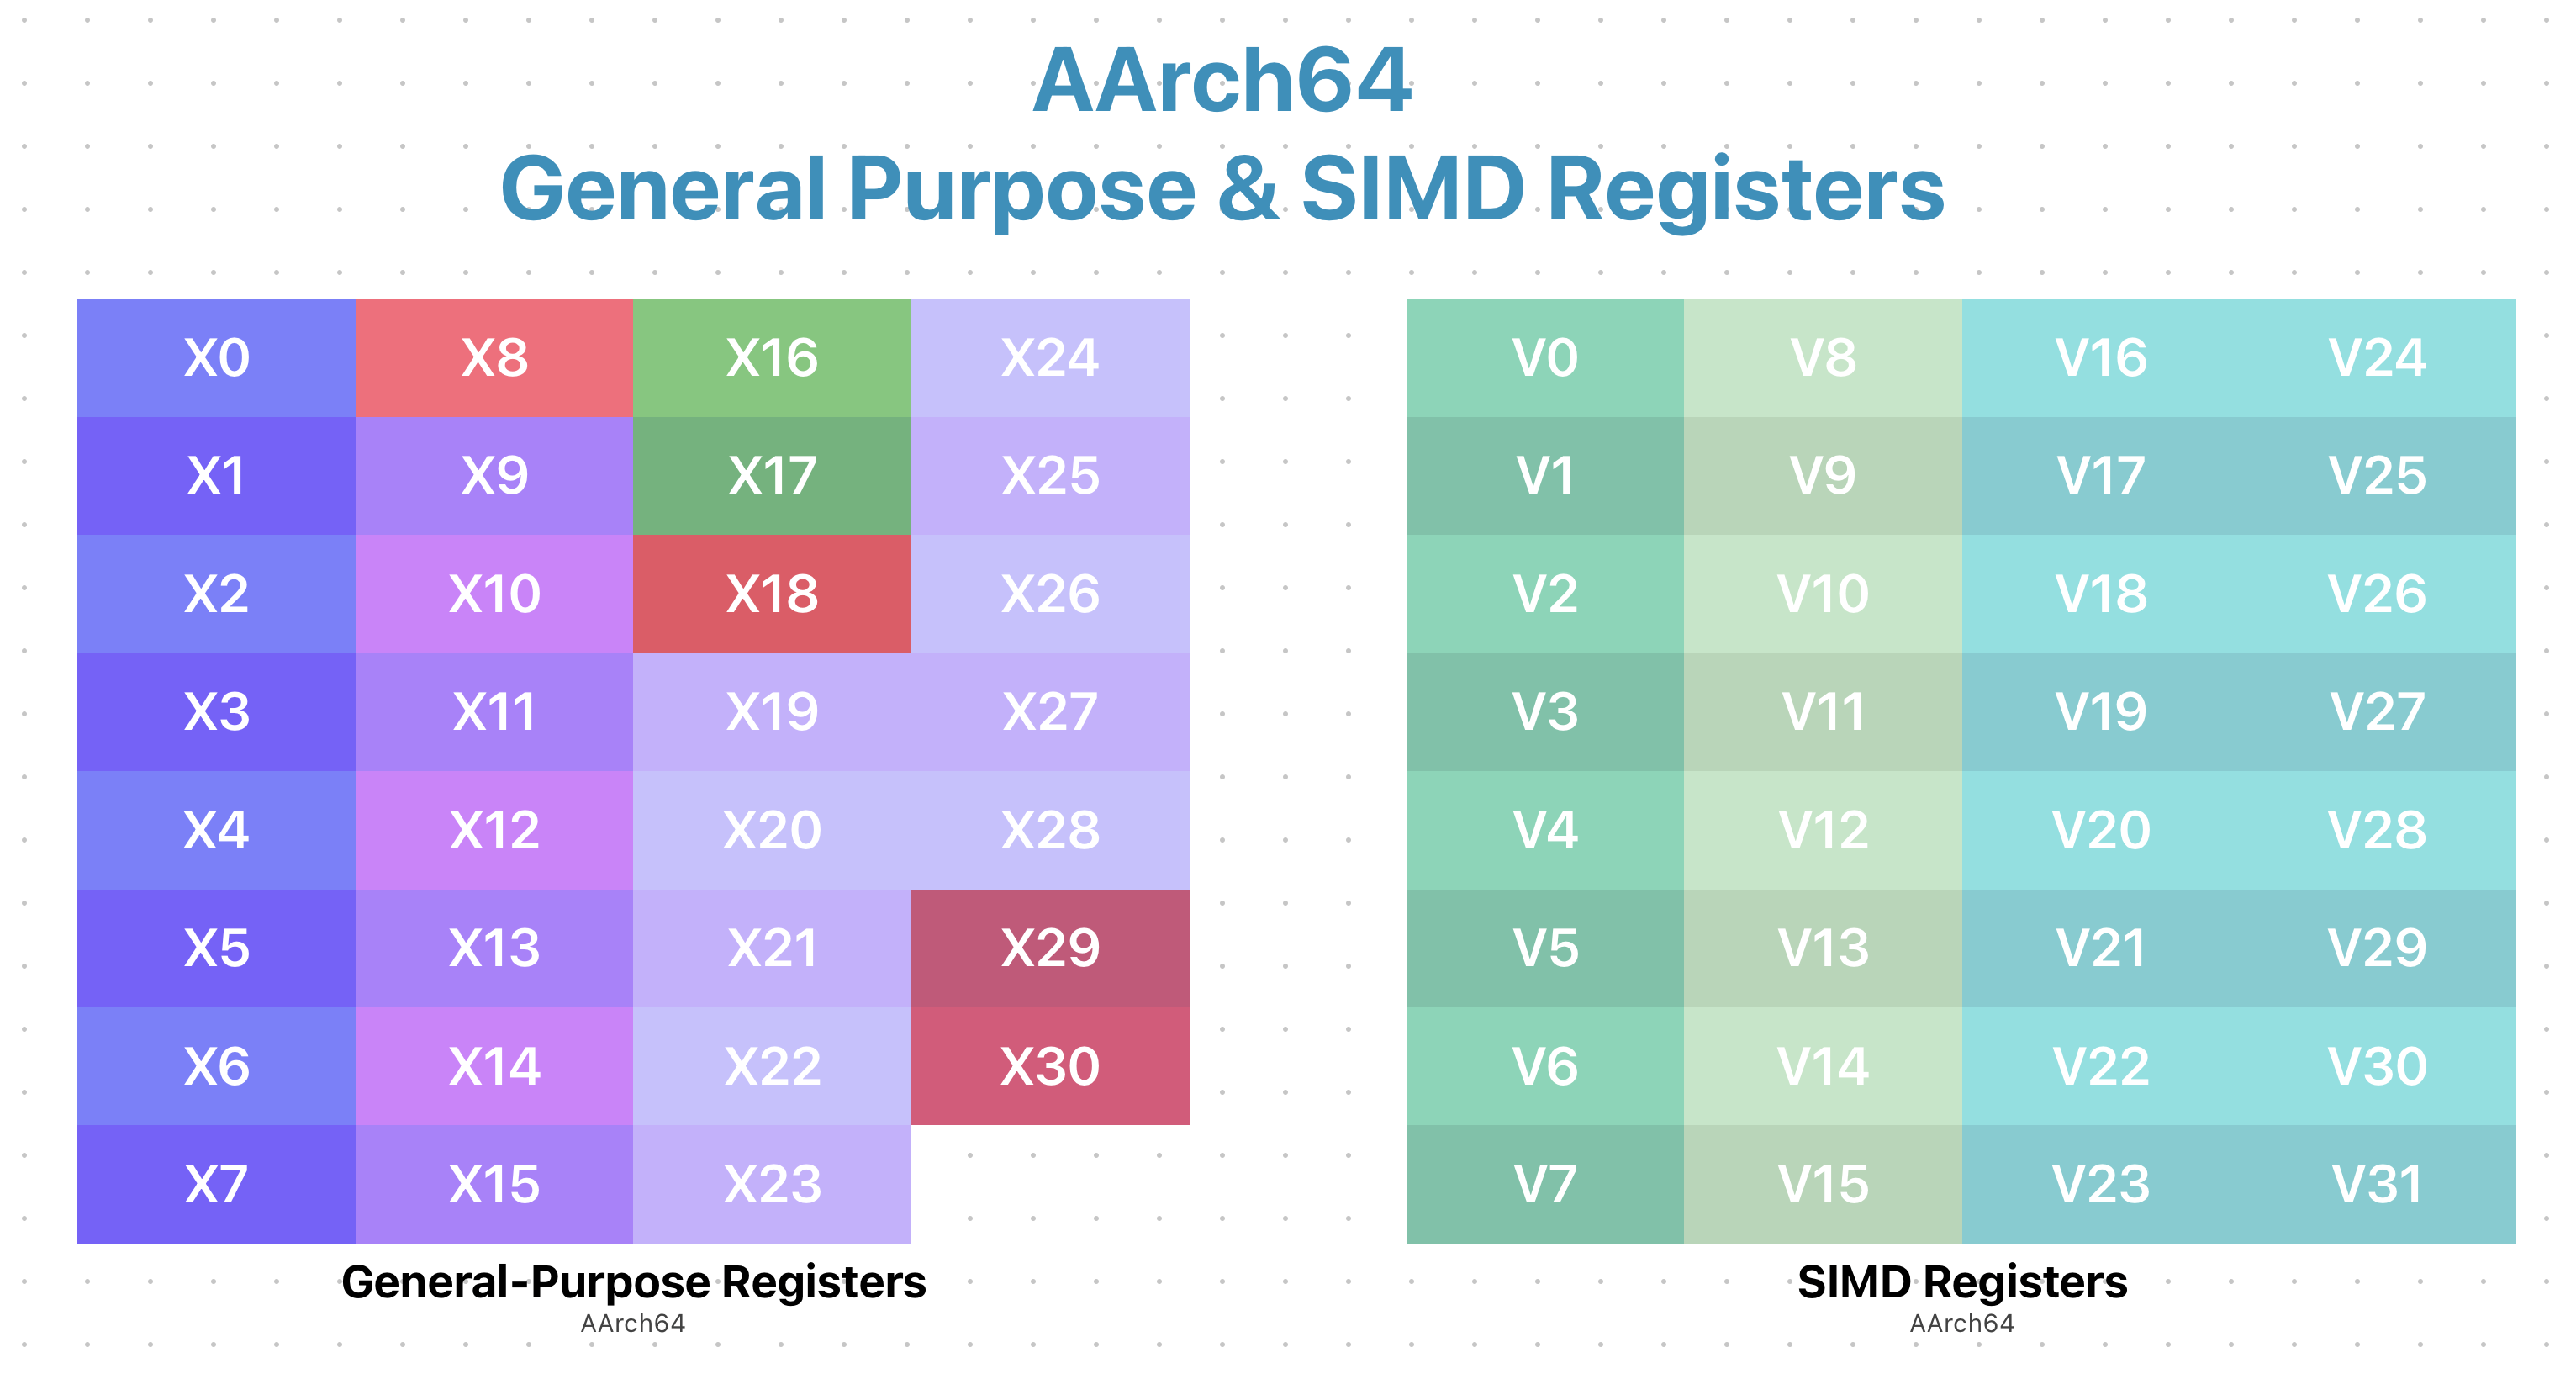 AArch64
General Purpose & SIMD Registers
X0 X8 X16 X24
X1 X9 X17 X25
X2 X10 X18 X26
X3 X11 X19 X27
X4 X12 X20 X28
X5 X13 X21 X29
X6 X14 X22 X30
X7 X15 X23
General-Purpose Registers
AArch64
V0 V8 V16 V24
V1 V9 V17 V25
V2 V10 V18 V26
V3 V11 V19 V27
V4 V12 V20 V28
V5 V13 V21 V29
V6 V14 V22 V30
V7 V15 V23 V31
SIMD Registers
AArch64